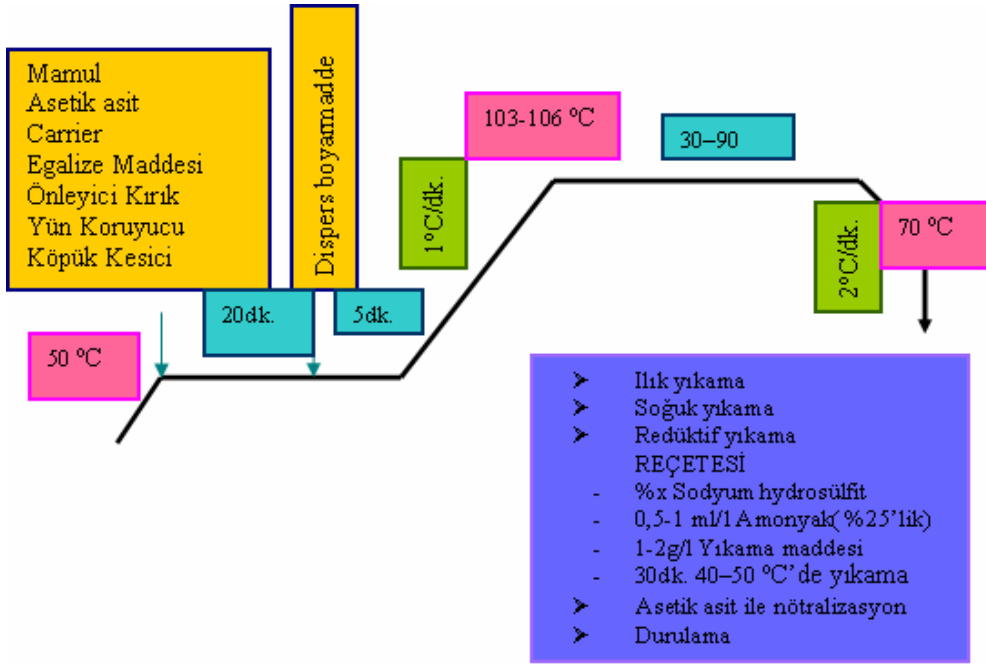 Mamul
Asetik asit
Carrier
Egalize Maddesi
Önleyici Kırık
Yün Koruyucu
Köpük Kesici
Dispers boyarmadde
50 ºC
20dk.
5dk.
1ºC/dk.
103-106 ºC
30–90
2ºC/dk.
70 ºC
➢ Ilık yıkama
➢ Soğuk yıkama
➢ Redüktif yıkama
REÇETESİ
- %x Sodyum hydrosülfit
- 0,5-1 ml/l Amonyak( %25’lik)
- 1-2g/l Yıkama maddesi
- 30dk. 40–50 ºC’ de yıkama
➢ Asetik asit ile nötralizasyon
➢ Durulama